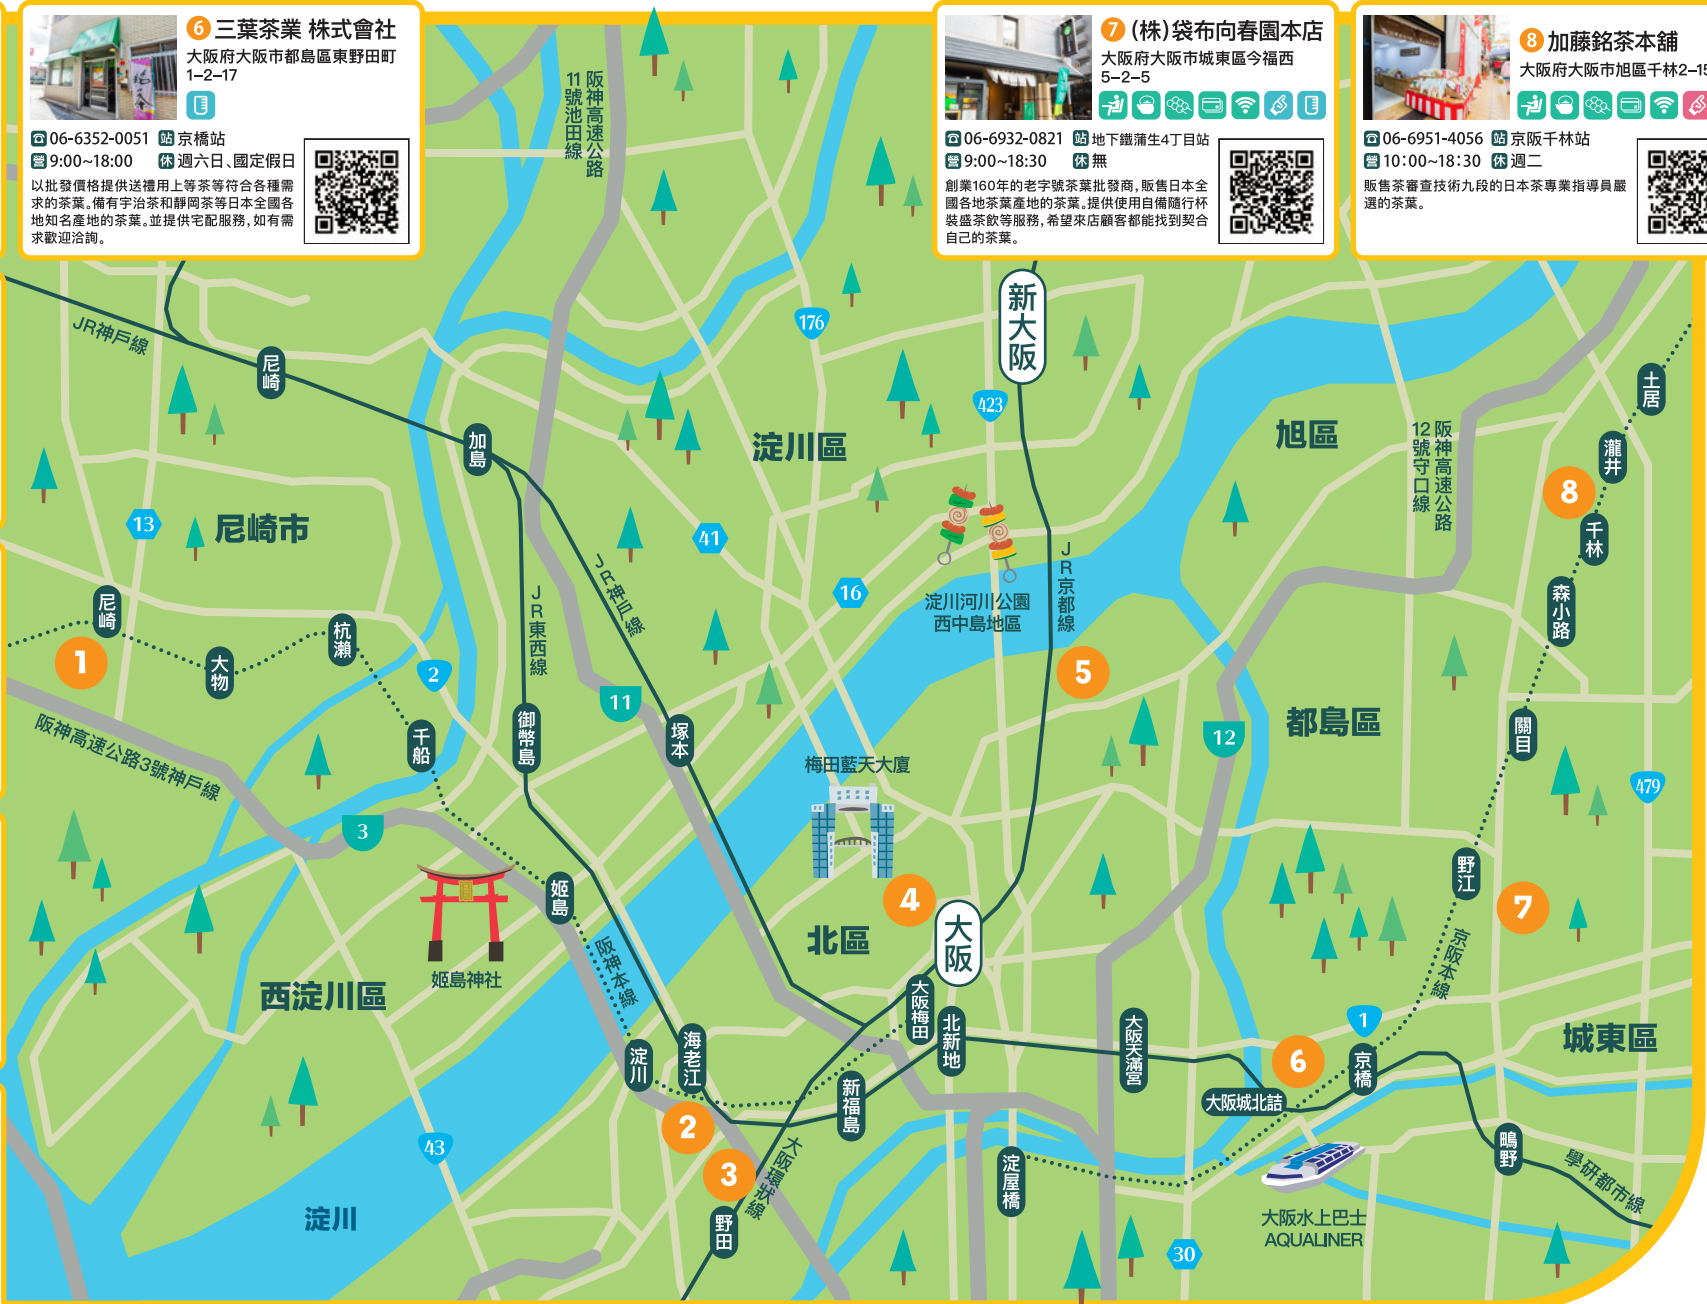 6 三葉茶業 株式會社
大阪府大阪市都島區東野田町
1-2-17
06-6352-0051 站 京橋站
營 9:00~18:00 休 週六日、國定假日
以批發價格提供送禮用上等茶等符合各種需
求的茶葉。備有宇治茶和靜岡茶等日本全國各
地知名產地的茶葉。並提供宅配服務,如有需
求歡迎洽詢。
7 (株)袋布向春園本店
大阪府大阪市城東區今福西
5-2-5
06-6932-0821 站 地下鐵蒲生4丁目站
營 9:00~18:30 休 無
創業160年的老字號茶葉批發商,販售日本全
國各地茶葉產地的茶葉。提供使用自備隨行杯
裝盛茶飲等服務,希望來店顧客都能找到契合
自己的茶葉。
8 加藤銘茶本舖
大阪府大阪市旭區千林2-15
06-6951-4056 站 京阪千林站
營 10:00~18:30 休 週二
販售茶審查技術九段的日本茶專業指導員嚴
選的茶葉。
阪神高速公路
11號池田線
新大阪
176
JR神戶線
尼崎
土居
423
加島
淀川區
旭區
阪神高速公路
12號守口線
瀧井
8
13
尼崎市
41
千林
JR神戶線
JR東西線
16
淀川河川公園
西中島地區
JR京都線
尼崎
森小路
杭瀨
1
大物
2
5
11
阪神高速公路3號神戶線
千船
御幣島
塚本
都島區
12
關目
梅田藍天大廈
479
3
野江
姬島
4
7
大阪
北區
阪神本線
京阪本線
姬島神社
西淀川區
大阪梅田
北新地
大阪天滿宮
1
城東區
淀川
海老江
6
京橋
新福島
大阪城北詰
2
43
大阪環狀線
3
淀屋橋
鴫野
學研都市線
淀川
野田
大阪水上巴士
AQUALINER
30